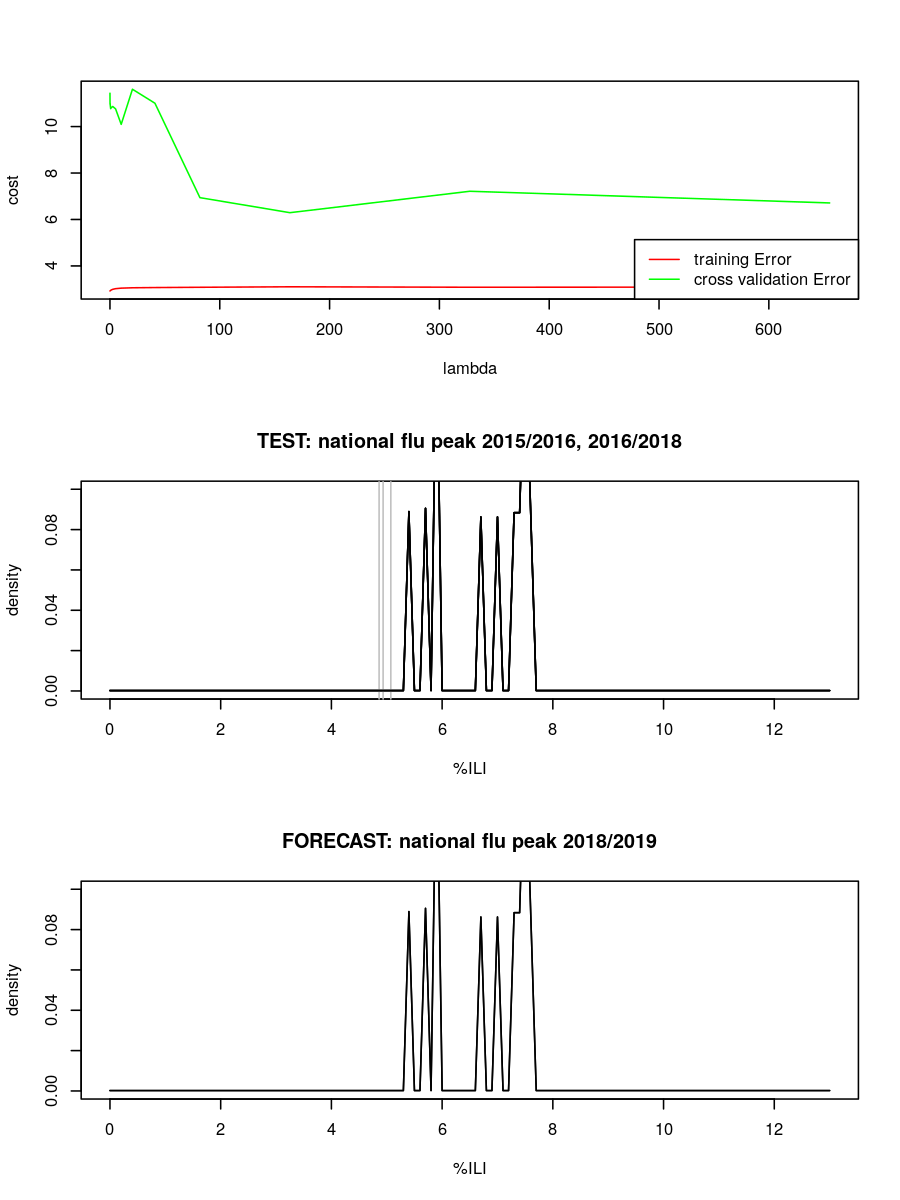 cost
10
8
6
4
training Error
cross validation Error
0 100 200 300 400 500 600
lambda
TEST: national flu peak 2015/2016, 2016/2018
density
0.08
0.04
0.00
0 2 4 6 8 10 12
%ILI
FORECAST: national flu peak 2018/2019
density
0.08
0.04
0.00
0 2 4 6 8 10 12
%ILI